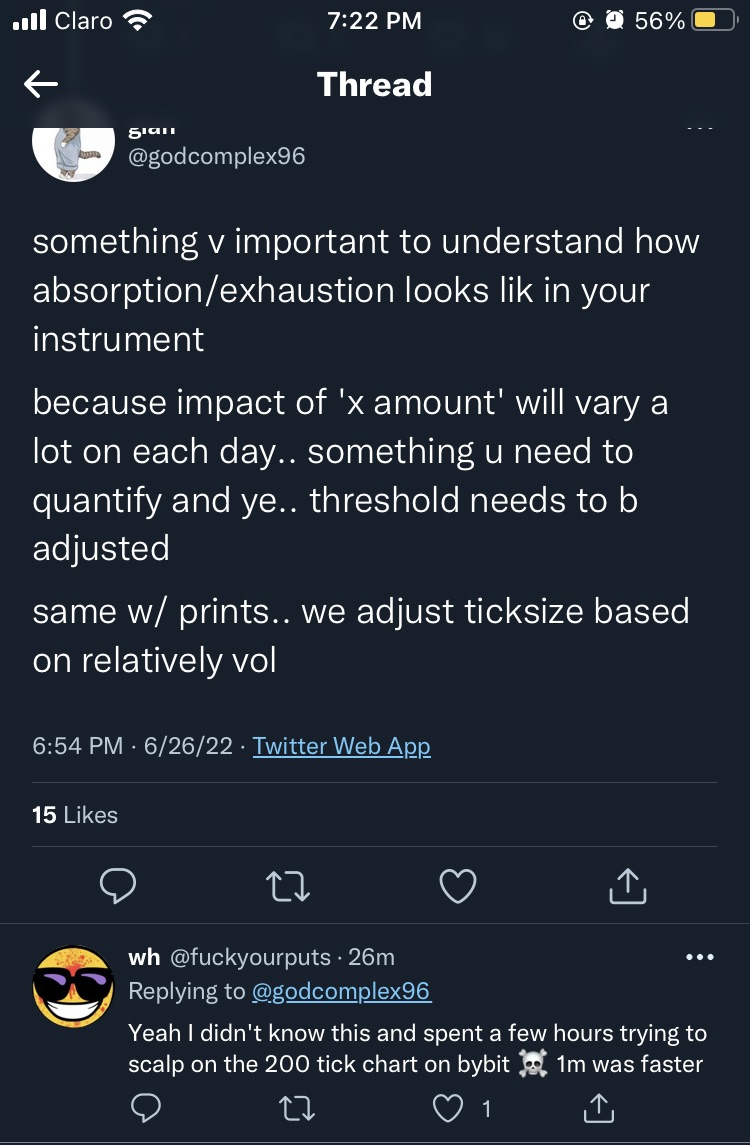 Claro 7:22 PM 56%
Thread
gian
@godcomplex96
something v important to understand how
absorption/exhaustion looks lik in your
instrument
because impact of 'x amount' will vary a
lot on each day.. something u need to
quantify and ye.. threshold needs to b
adjusted
same w/ prints.. we adjust ticksize based
on relatively vol
6:54 PM · 6/26/22 · Twitter Web App
15 Likes
wh @fuckyourputs · 26m
Replying to @godcomplex96
Yeah I didn't know this and spent a few hours trying to
scalp on the 200 tick chart on bybit ☠️ 1m was faster
1